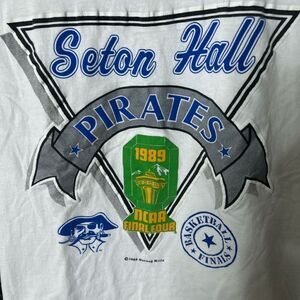 Seton Hall
★ PIRATES ★
1989
NCAA
FINAL FOUR
BASKETBALL
FINALS